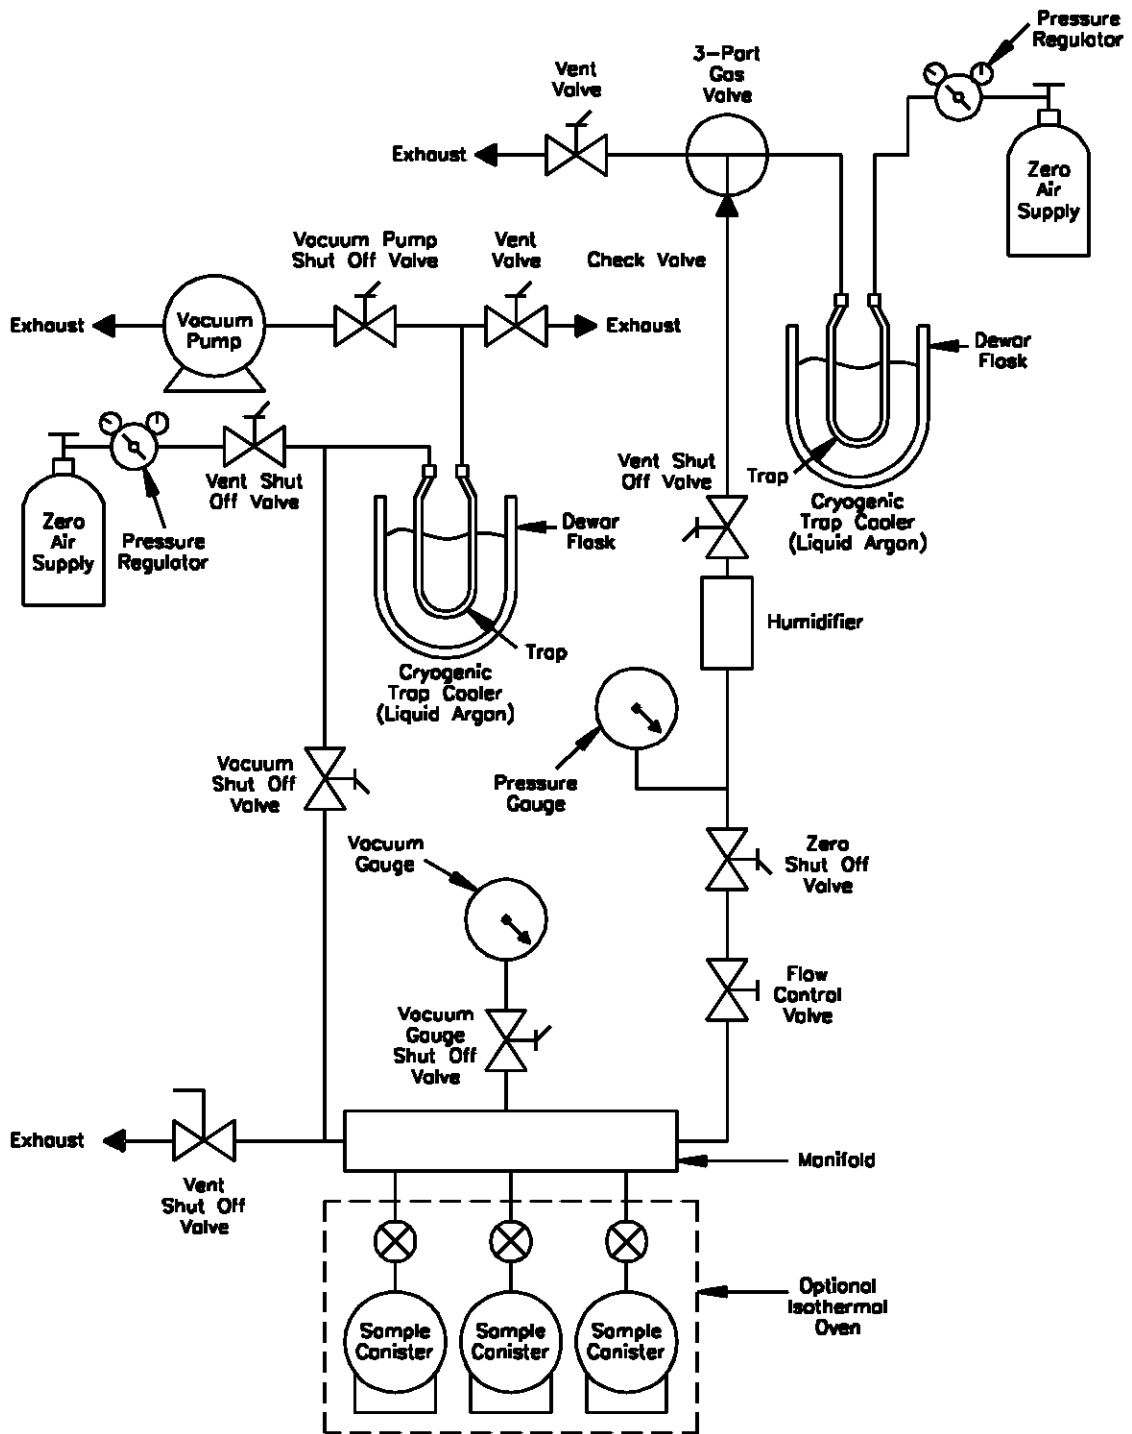 Pressure
Regulator
3-Part
Gas
Valve
Vent
Valve
Exhaust
Zero
Air
Supply
Vacuum Pump
Shut Off Valve
Vent
Valve
Check Valve
Exhaust
Vacuum
Pump
Exhaust
Dewar
Flask
Vent Shut
Off Valve
Trap
Vent Shut
Off Valve
Cryogenic
Trap Cooler
(Liquid Argon)
Zero
Air
Supply
Pressure
Regulator
Dewar
Flask
Humidifier
Trap
Cryogenic
Trap Cooler
(Liquid Argon)
Vacuum
Shut Off
Valve
Pressure
Gauge
Vacuum
Gauge
Zero
Shut Off
Valve
Flow
Control
Valve
Vacuum
Gauge
Shut Off
Valve
Exhaust
Manifold
Vent
Shut Off
Valve
Optional
Isothermal
Oven
Sample
Canister
Sample
Canister
Sample
Canister